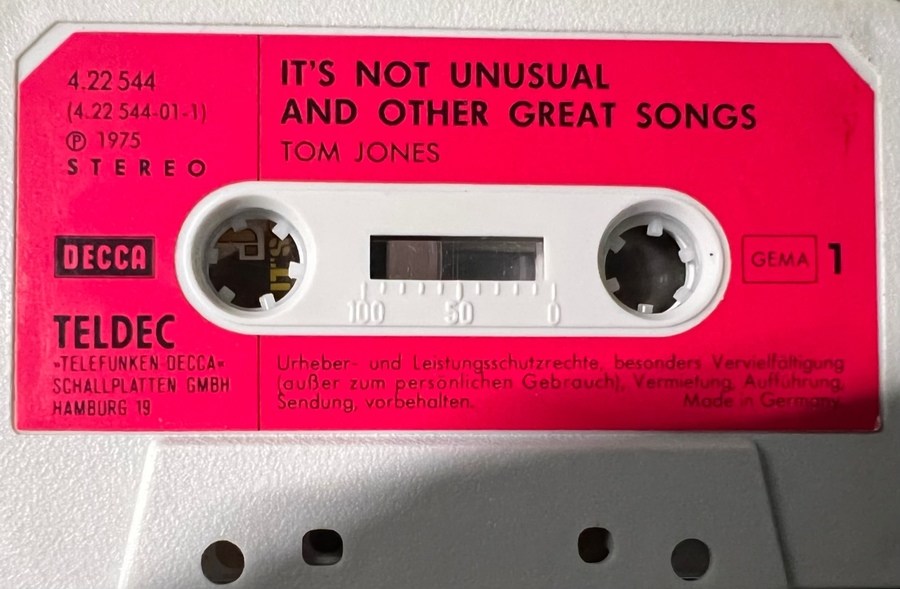 4.22 544
(4.22 544-01-1)
℗ 1975
STEREO
IT'S NOT UNUSUAL
AND OTHER GREAT SONGS
TOM JONES
DECCA
GEMA 1
100 50 0
TELDEC
»TELEFUNKEN-DECCA«
SCHALLPLATTEN GMBH
HAMBURG 19
Urheber- und Leistungsschutzrechte, besonders Vervielfältigung
(außer zum persönlichen Gebrauch), Vermietung, Aufführung,
Sendung, vorbehalten. Made in Germany.